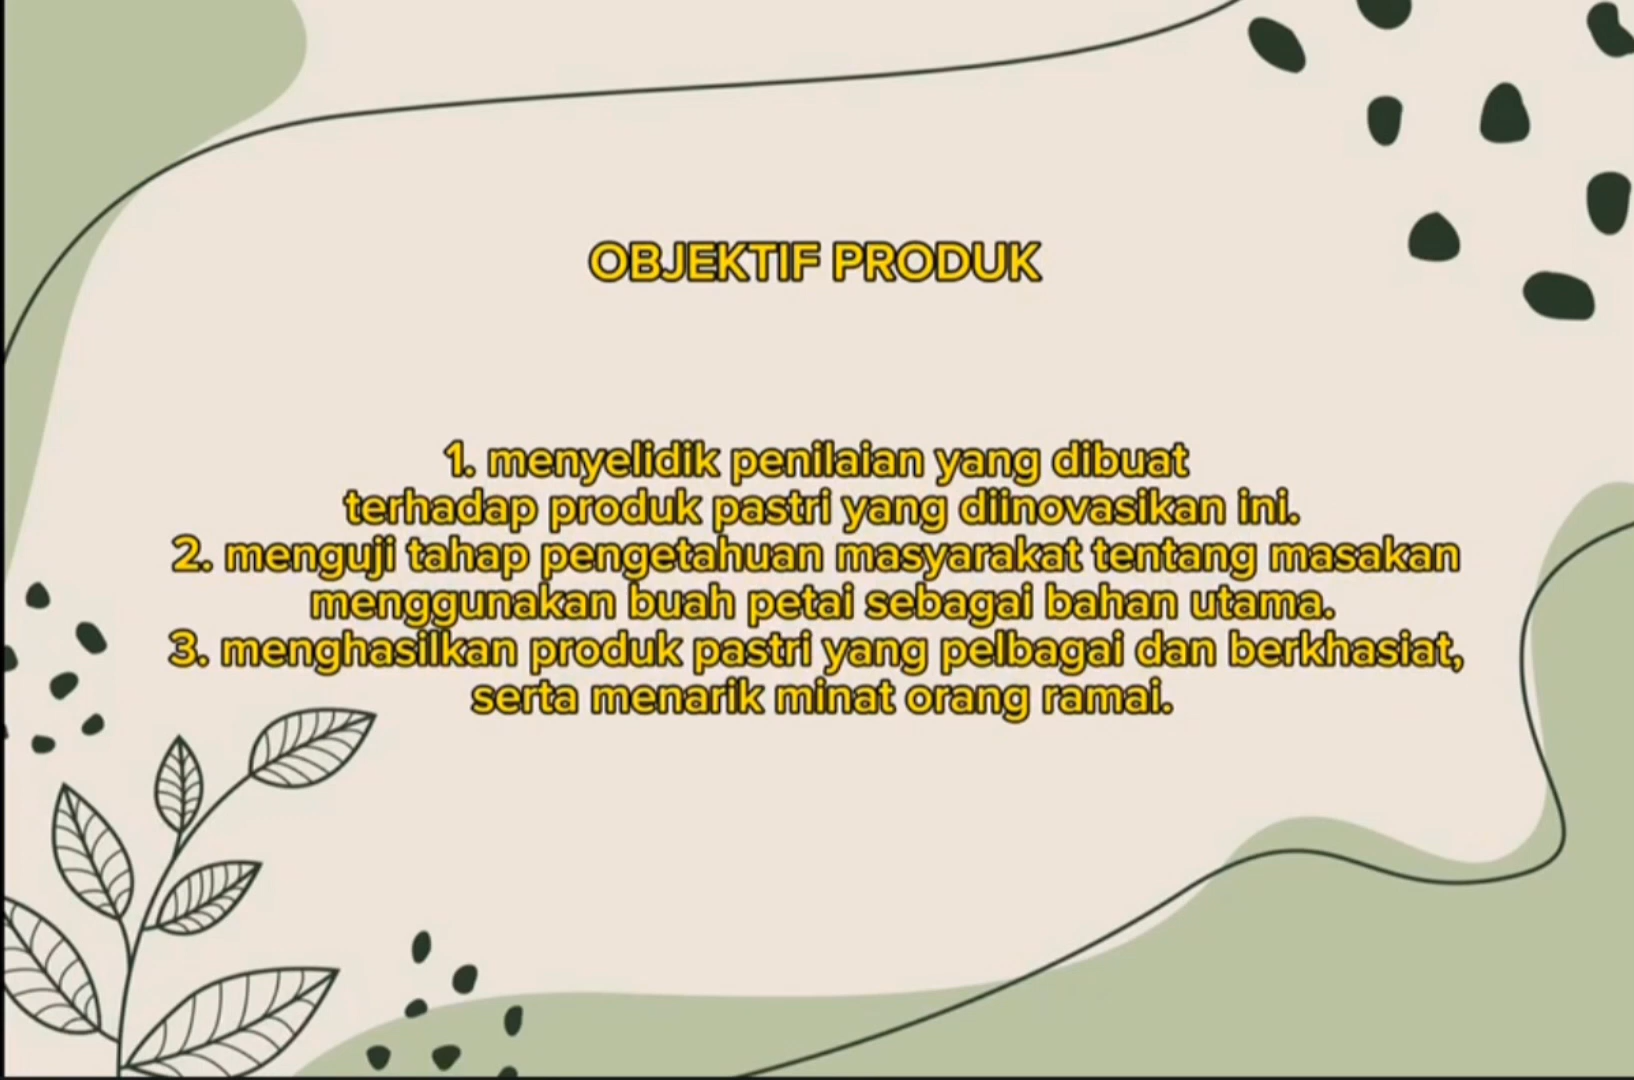 OBJEKTIF PRODUK
1. menyelidik penilaian yang dibuat
terhadap produk pastri yang diinovasikan ini.
2. menguji tahap pengetahuan masyarakat tentang masakan
menggunakan buah petai sebagai bahan utama.
3. menghasilkan produk pastri yang pelbagai dan berkhasiat,
serta menarik minat orang ramai.